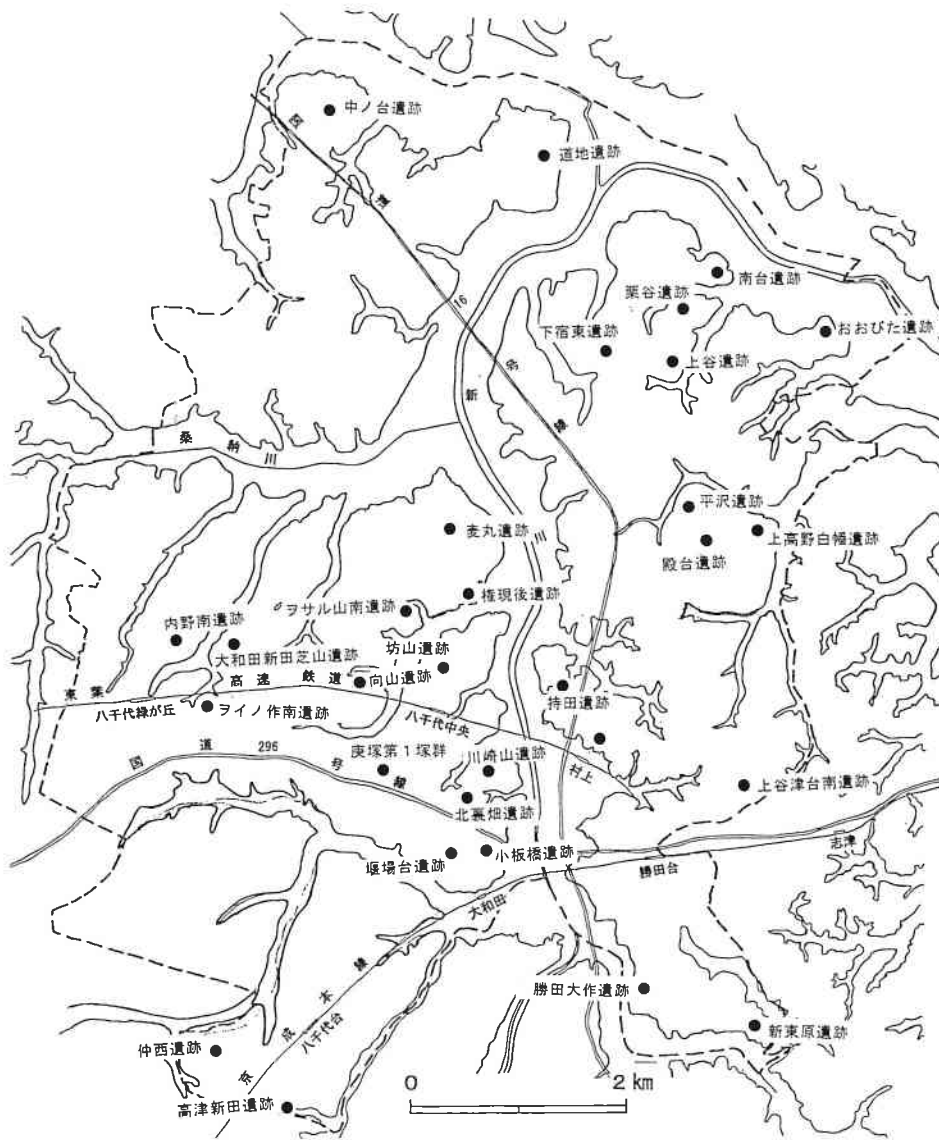 中ノ台遺跡
道地遺跡
国道16号線
南台遺跡
栗谷遺跡
おおびた遺跡
下宿東遺跡
上谷遺跡
新川
桑納川
平沢遺跡
麦丸遺跡
上高野白幡遺跡
殿台遺跡
権現後遺跡
ヲサル山南遺跡
内野南遺跡
坊山遺跡
大和田新田芝山遺跡
東葉高速鉄道
向山遺跡
持田遺跡
八千代緑が丘
ヲイノ作南遺跡
八千代中央
国道296号線
庚塚第1塚群
川崎山遺跡
村上
上谷津台南遺跡
北裏畑遺跡
小板橋遺跡
堰場台遺跡
志津
勝田台
大和田
勝田大作遺跡
京成本線
八千代台
新東原遺跡
仲西遺跡
高津新田遺跡
0 2 km